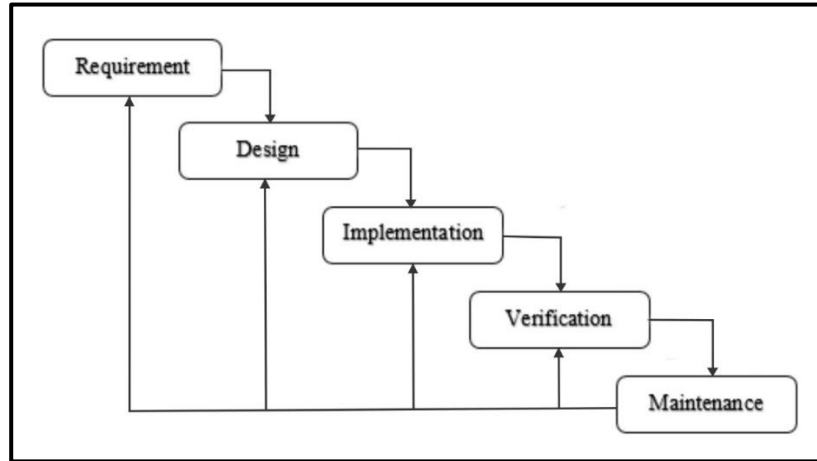 Requirement
Design
Implementation
Verification
Maintenance